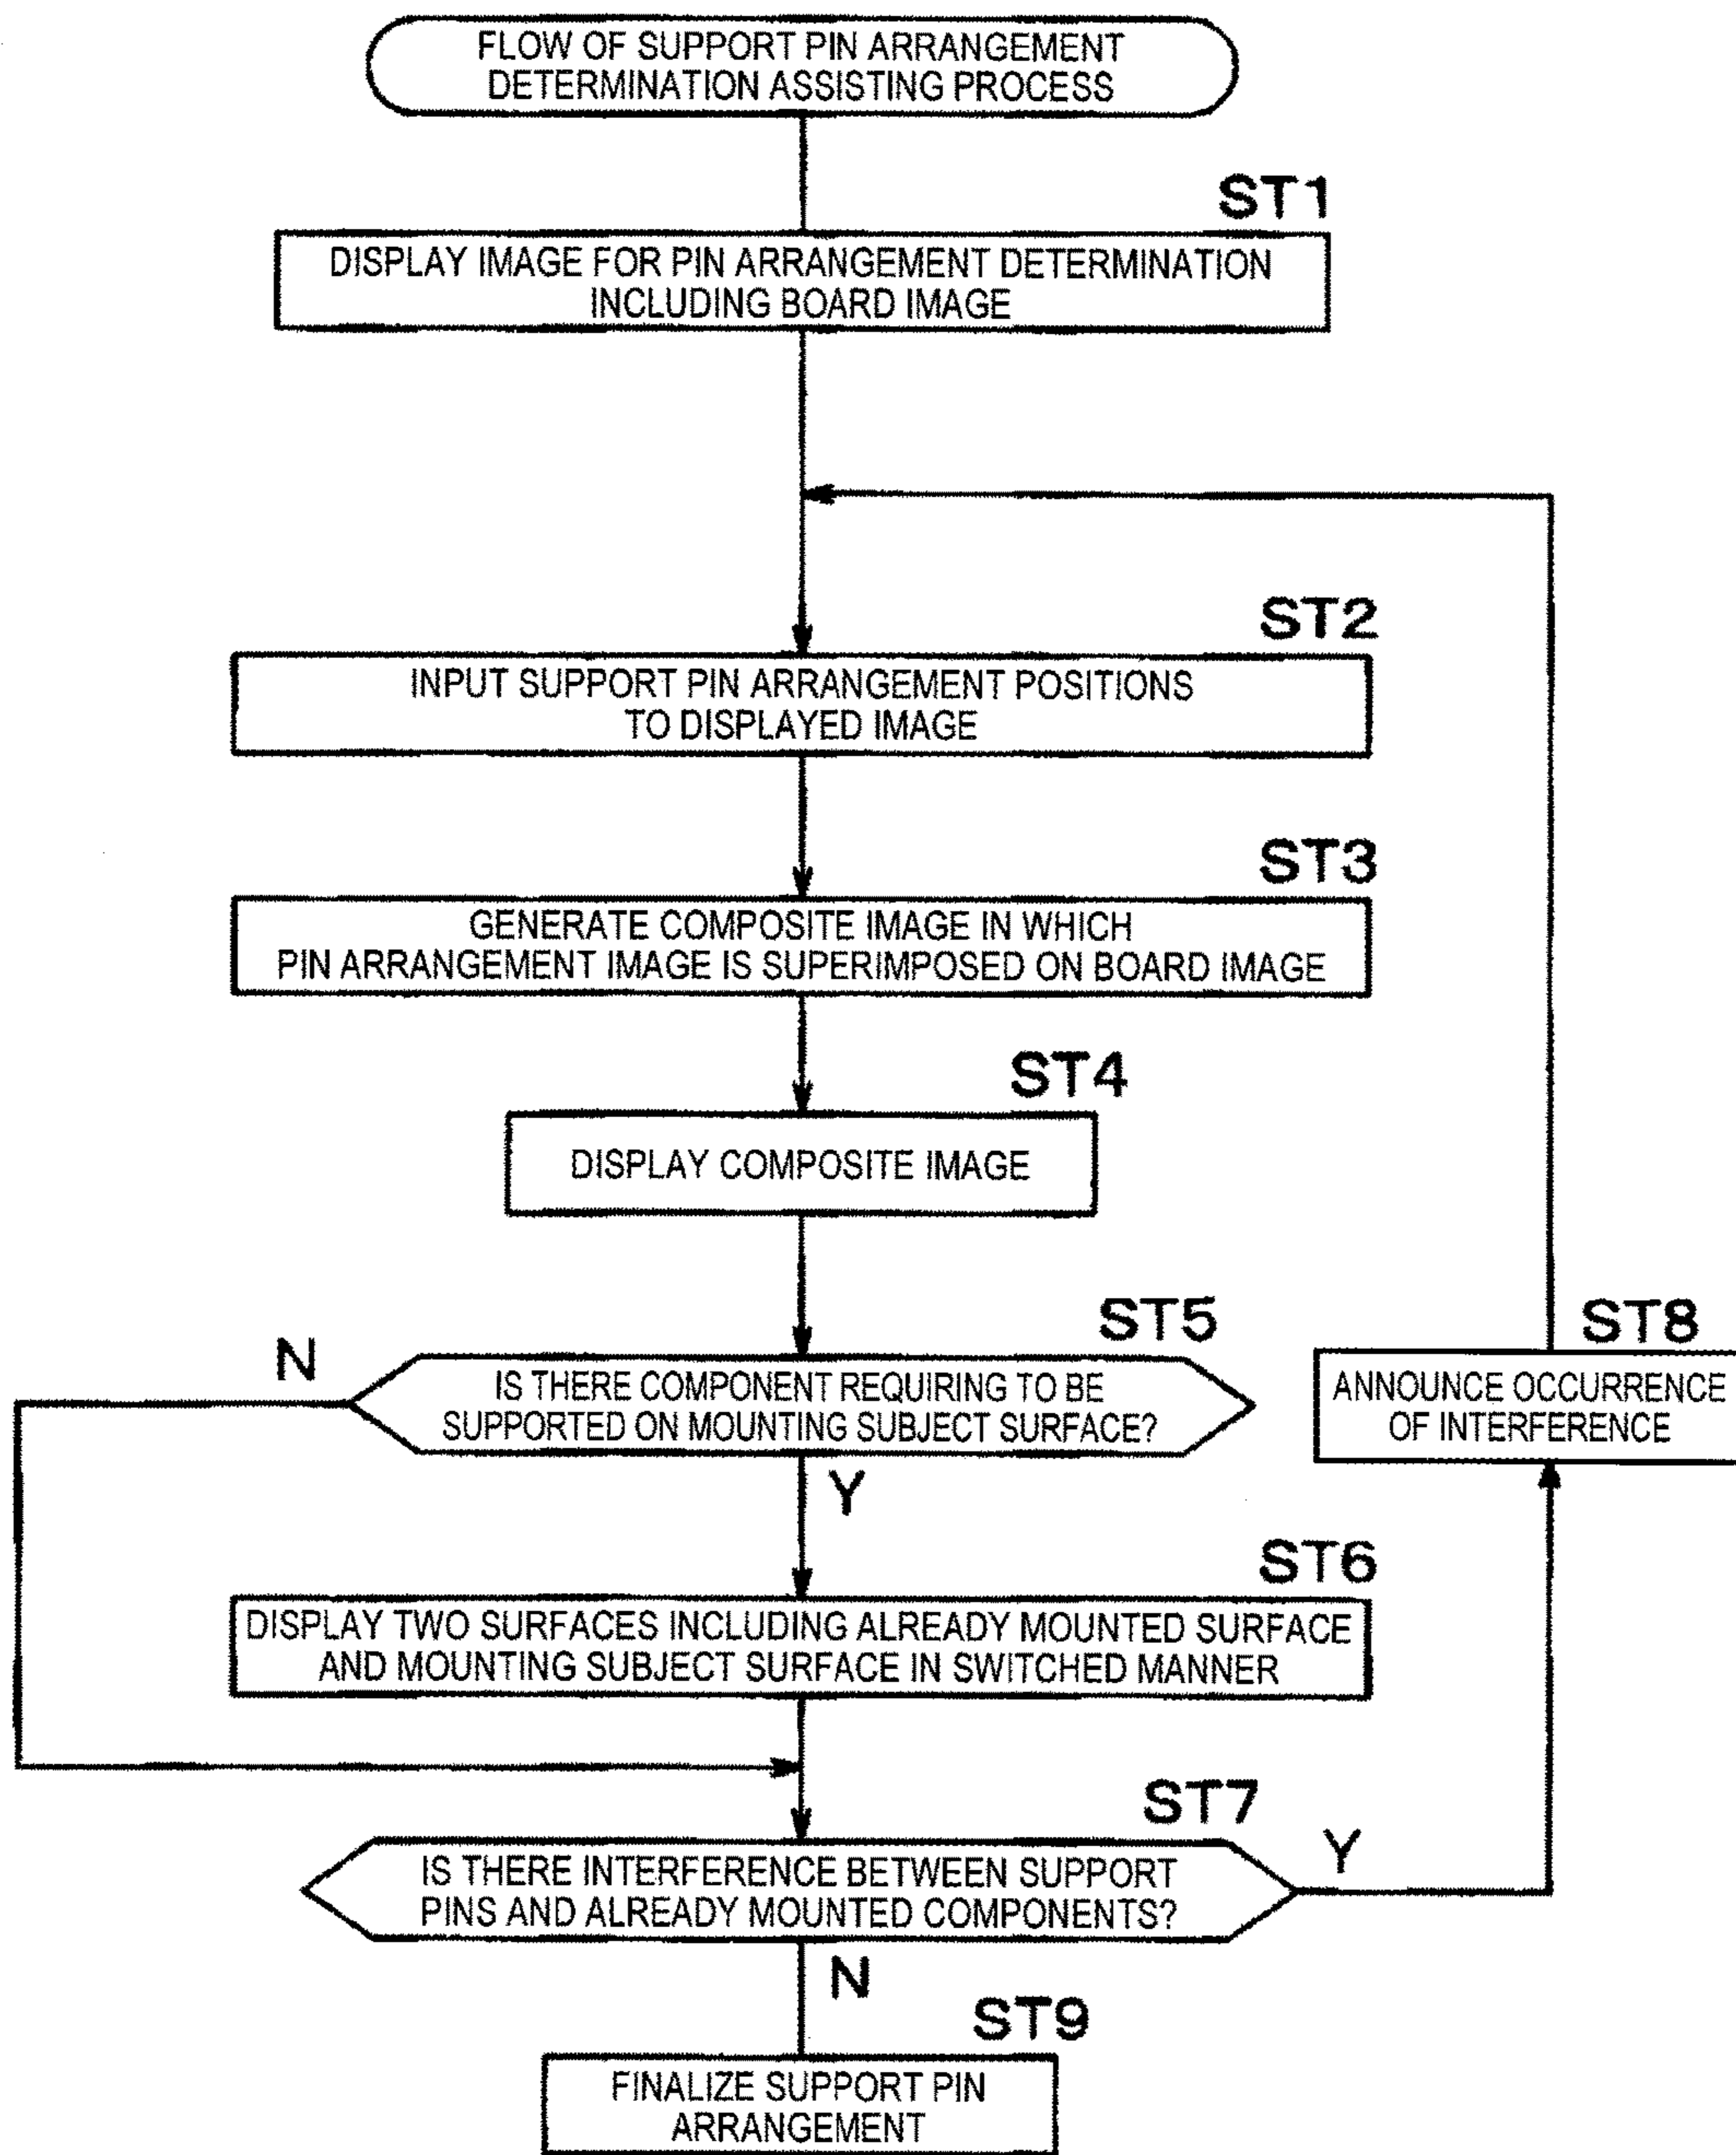 FLOW OF SUPPORT PIN ARRANGEMENT
DETERMINATION ASSISTING PROCESS
ST1
DISPLAY IMAGE FOR PIN ARRANGEMENT DETERMINATION
INCLUDING BOARD IMAGE
ST2
INPUT SUPPORT PIN ARRANGEMENT POSITIONS
TO DISPLAYED IMAGE
ST3
GENERATE COMPOSITE IMAGE IN WHICH
PIN ARRANGEMENT IMAGE IS SUPERIMPOSED ON BOARD IMAGE
ST4
DISPLAY COMPOSITE IMAGE
ST5
N
IS THERE COMPONENT REQUIRING TO BE
SUPPORTED ON MOUNTING SUBJECT SURFACE?
Y
ST8
ANNOUNCE OCCURRENCE
OF INTERFERENCE
ST6
DISPLAY TWO SURFACES INCLUDING ALREADY MOUNTED SURFACE
AND MOUNTING SUBJECT SURFACE IN SWITCHED MANNER
ST7
IS THERE INTERFERENCE BETWEEN SUPPORT
PINS AND ALREADY MOUNTED COMPONENTS?
Y
N
ST9
FINALIZE SUPPORT PIN
ARRANGEMENT